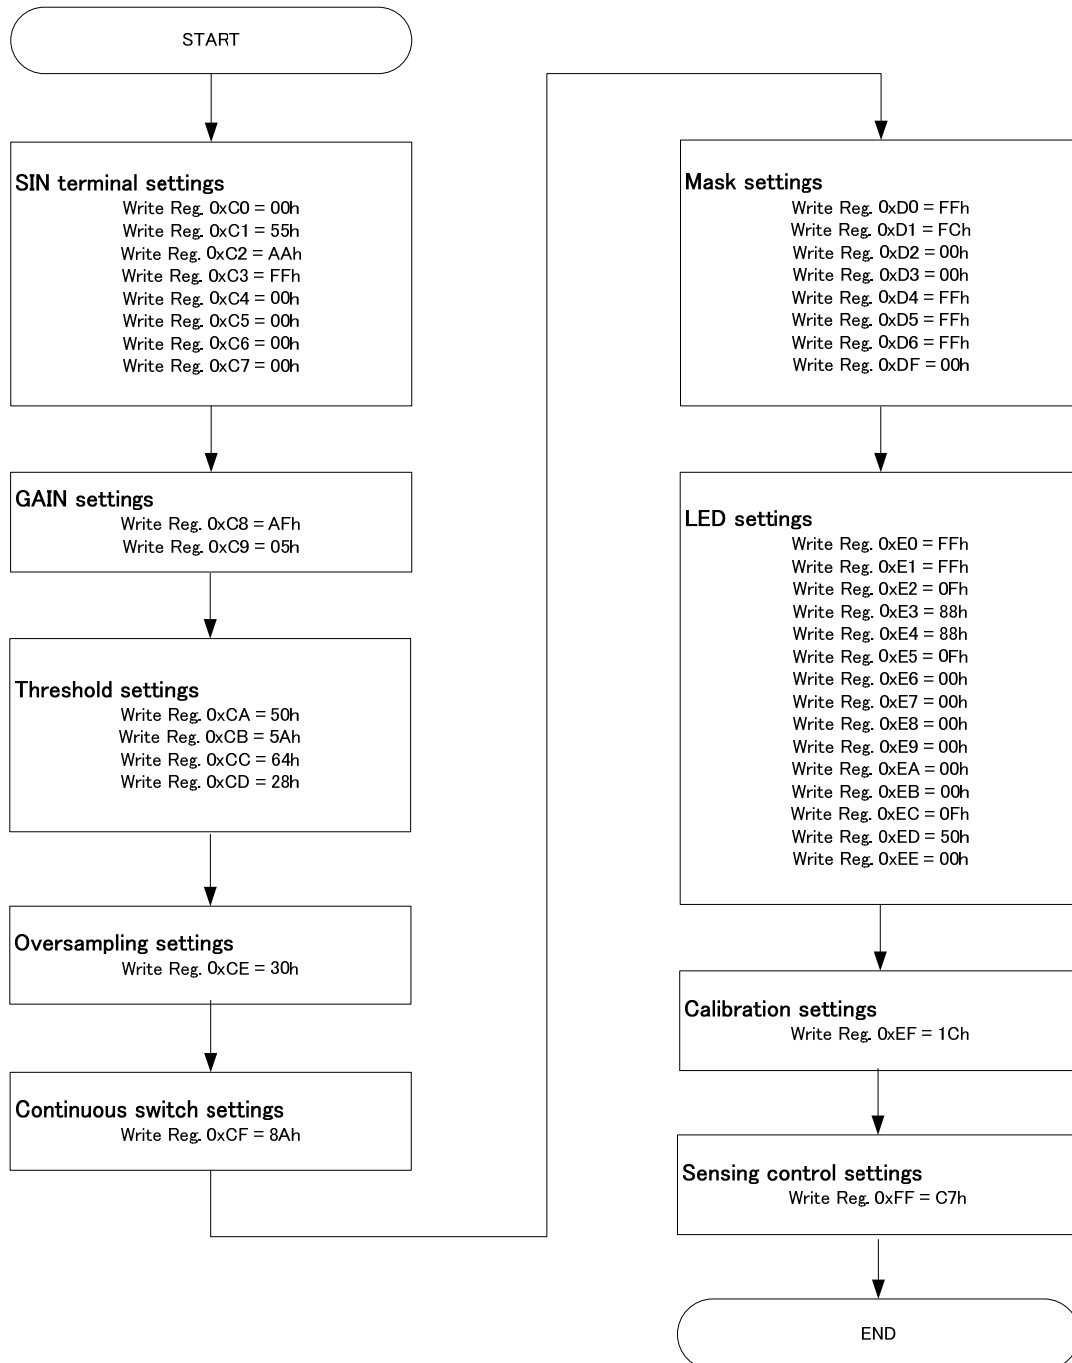 START
SIN terminal settings
Write Reg. 0xC0 = 00h
Write Reg. 0xC1 = 55h
Write Reg. 0xC2 = AAh
Write Reg. 0xC3 = FFh
Write Reg. 0xC4 = 00h
Write Reg. 0xC5 = 00h
Write Reg. 0xC6 = 00h
Write Reg. 0xC7 = 00h
GAIN settings
Write Reg. 0xC8 = AFh
Write Reg. 0xC9 = 05h
Threshold settings
Write Reg. 0xCA = 50h
Write Reg. 0xCB = 5Ah
Write Reg. 0xCC = 64h
Write Reg. 0xCD = 28h
Oversampling settings
Write Reg. 0xCE = 30h
Continuous switch settings
Write Reg. 0xCF = 8Ah
Mask settings
Write Reg. 0xD0 = FFh
Write Reg. 0xD1 = FCh
Write Reg. 0xD2 = 00h
Write Reg. 0xD3 = 00h
Write Reg. 0xD4 = FFh
Write Reg. 0xD5 = FFh
Write Reg. 0xD6 = FFh
Write Reg. 0xDF = 00h
LED settings
Write Reg. 0xE0 = FFh
Write Reg. 0xE1 = FFh
Write Reg. 0xE2 = 0Fh
Write Reg. 0xE3 = 88h
Write Reg. 0xE4 = 88h
Write Reg. 0xE5 = 0Fh
Write Reg. 0xE6 = 00h
Write Reg. 0xE7 = 00h
Write Reg. 0xE8 = 00h
Write Reg. 0xE9 = 00h
Write Reg. 0xEA = 00h
Write Reg. 0xEB = 00h
Write Reg. 0xEC = 0Fh
Write Reg. 0xED = 50h
Write Reg. 0xEE = 00h
Calibration settings
Write Reg. 0xEF = 1Ch
Sensing control settings
Write Reg. 0xFF = C7h
END